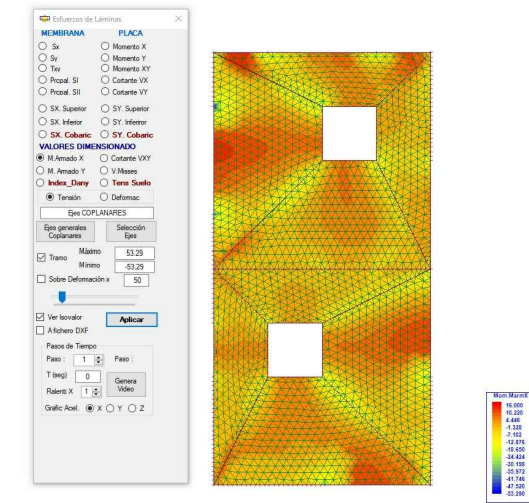 Esfuerzos de Láminas
MEMBRANA PLACA
Sx Momento X
Sy Momento Y
Txy Momento XY
Prcpal. SI Cortante VX
Prcpal. SII Cortante VY
SX. Superior SY. Superior
SX. Inferior SY. Inferiror
SX. Cobaric SY. Cobaric
VALORES DIMENSIONADO
M.Armado X Cortante VXY
M. Armado Y V.Misses
Index_Dany Tens Suelo
Tensión Deformac
Ejes COPLANARES
Ejes generales Selección
Coplanares Ejes
Máximo 53.29
Tramo
Mínimo -53.29
Sobre Deformación x 50
Ver Isovalor Aplicar
A fichero DXF
Pasos de Tiempo
Paso : 1 Paso :
T (seg) 0 Genera
Ralenti X 1 Video
Grafic Acel. X Y Z
Mom.MarmX
16.000
10.220
4.446
-1.328
-7.102
-12.876
-18.650
-24.424
-30.198
-35.972
-41.746
-47.520
-53.290